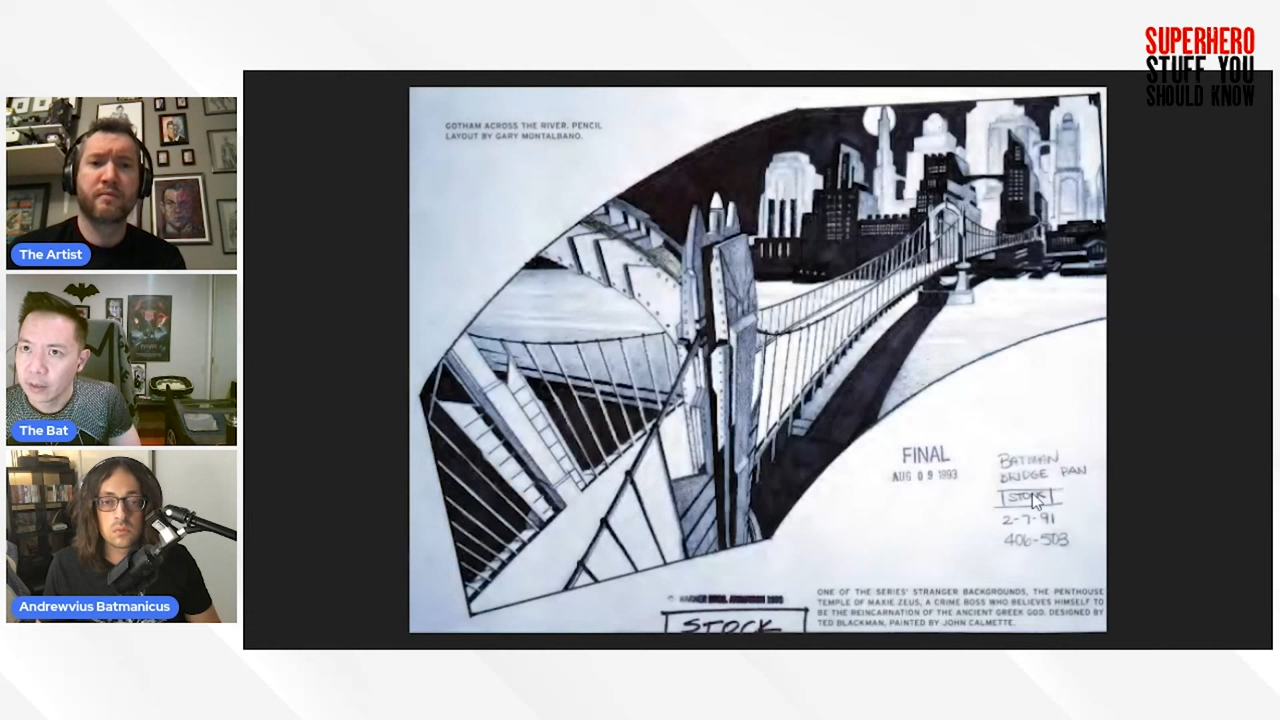 SUPERHERO
STUFF YOU
SHOULD KNOW
The Artist
The Bat
Andrewvius Batmanicus
GOTHAM ACROSS THE RIVER. PENCIL
LAYOUT BY GARY MONTALBANO.
FINAL
AUG 09 1993
BATMAN
BRIDGE PAN
STOCK
2-7-91
406-503
STOCK
ONE OF THE SERIES' STRANGER BACKGROUNDS, THE PENTHOUSE
TEMPLE OF MAXIE ZEUS, A CRIME BOSS WHO BELIEVES HIMSELF TO
BE THE REINCARNATION OF THE ANCIENT GREEK GOD. DESIGNED BY
TED BLACKMAN, PAINTED BY JOHN CALMETTE.